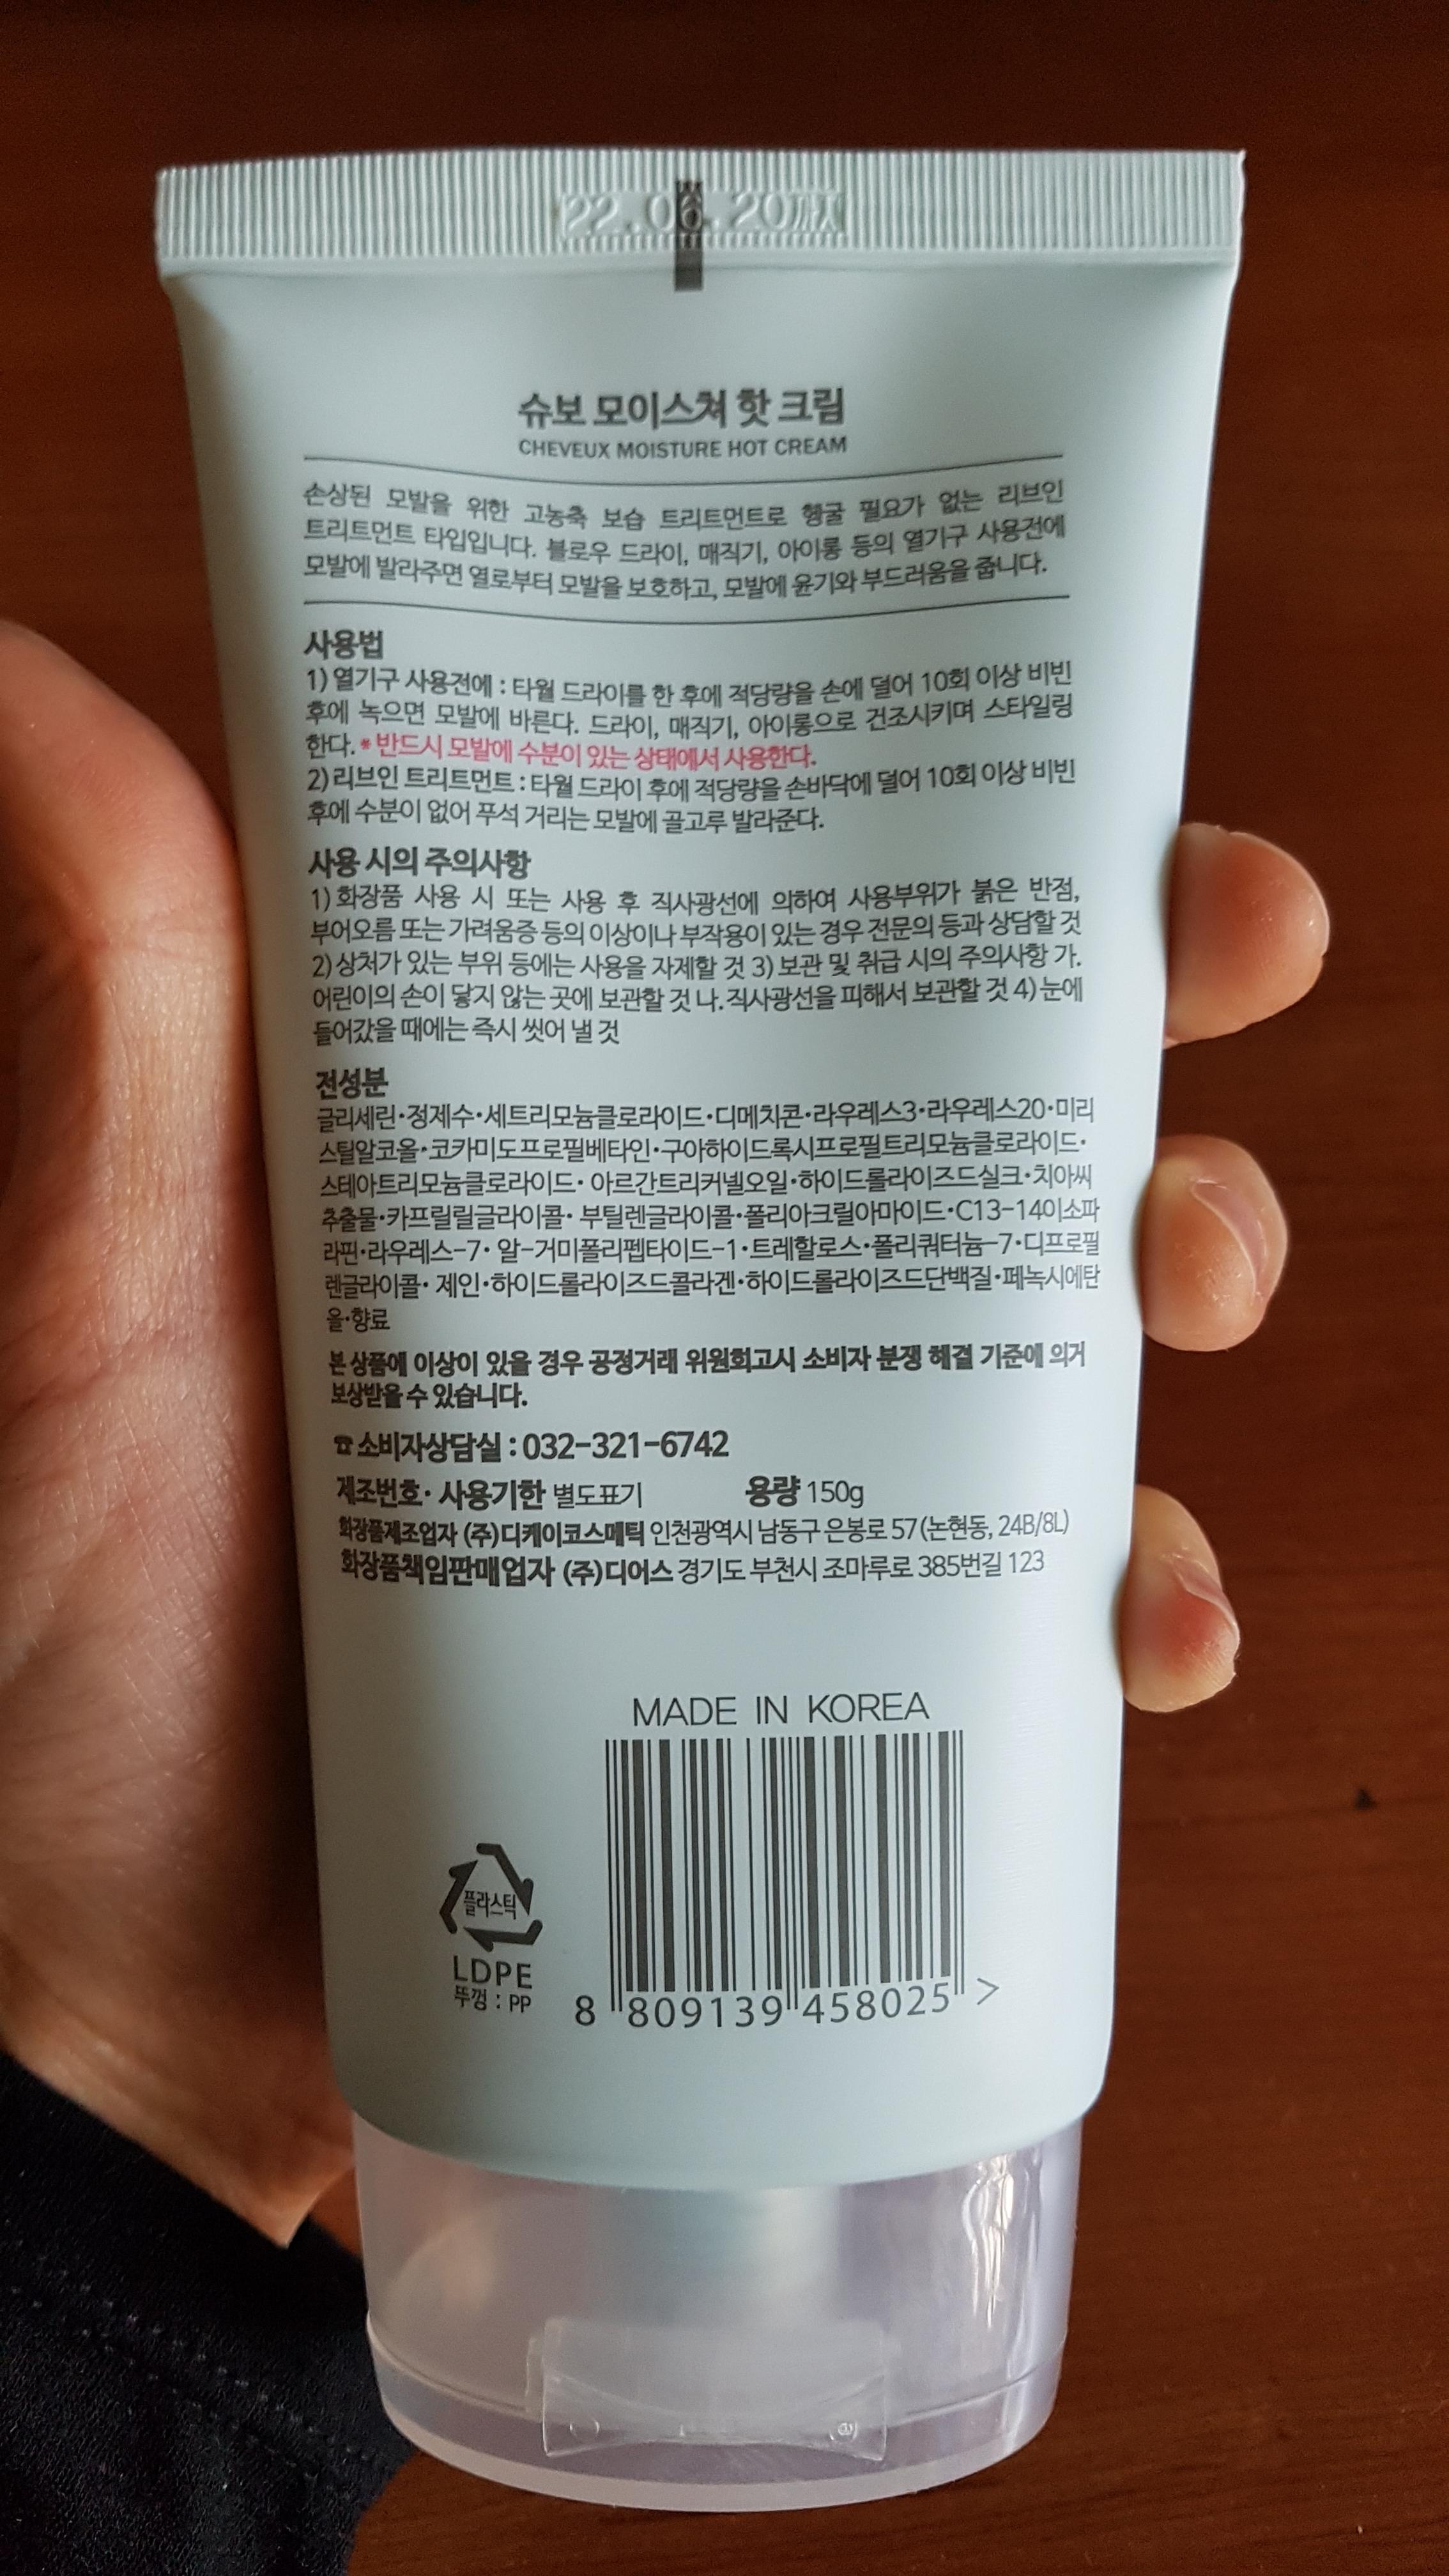 22.06.20까지
슈보 모이스쳐 핫 크림
CHEVEUX MOISTURE HOT CREAM
손상된 모발을 위한 고농축 보습 트리트먼트로 헹굴 필요가 없는 리브인
트리트먼트 타입입니다. 블로우 드라이, 매직기, 아이롱 등의 열기구 사용전에
모발에 발라주면 열로부터 모발을 보호하고, 모발에 윤기와 부드러움을 줍니다.
사용법
1) 열기구 사용전에 : 타월 드라이를 한 후에 적당량을 손에 덜어 10회 이상 비빈
후에 녹으면 모발에 바른다. 드라이, 매직기, 아이롱으로 건조시키며 스타일링
한다. * 반드시 모발에 수분이 있는 상태에서 사용한다.
2) 리브인 트리트먼트 : 타월 드라이 후에 적당량을 손바닥에 덜어 10회 이상 비빈
후에 수분이 없어 푸석 거리는 모발에 골고루 발라준다.
사용 시의 주의사항
1) 화장품 사용 시 또는 사용 후 직사광선에 의하여 사용부위가 붉은 반점,
부어오름 또는 가려움증 등의 이상이나 부작용이 있는 경우 전문의 등과 상담할 것
2) 상처가 있는 부위 등에는 사용을 자제할 것 3) 보관 및 취급 시의 주의사항 가.
어린이의 손이 닿지 않는 곳에 보관할 것 나. 직사광선을 피해서 보관할 것 4) 눈에
들어갔을 때에는 즉시 씻어 낼 것
전성분
글리세린·정제수·세트리모늄클로라이드·디메치콘·라우레스3·라우레스20·미리
스틸알코올·코카미도프로필베타인·구아하이드록시프로필트리모늄클로라이드·
스테아트리모늄클로라이드· 아르간트리커넬오일·하이드롤라이즈드실크·치아씨
추출물·카프릴릴글라이콜· 부틸렌글라이콜·폴리아크릴아마이드·C13-14이소파
라핀·라우레스-7· 알-거미폴리펩타이드-1·트레할로스·폴리쿼터늄-7·디프로필
렌글라이콜· 제인·하이드롤라이즈드콜라겐·하이드롤라이즈드단백질·페녹시에탄
올·향료
본 상품에 이상이 있을 경우 공정거래 위원회고시 소비자 분쟁 해결 기준에 의거
보상받을 수 있습니다.
☎ 소비자상담실 : 032-321-6742
제조번호· 사용기한 별도표기 용량 150g
화장품제조업자 (주)디케이코스메틱 인천광역시 남동구 은봉로 57(논현동, 24B/8L)
화장품책임판매업자 (주)디어스 경기도 부천시 조마루로 385번길 123
MADE IN KOREA
플라스틱
LDPE
뚜껑 : PP
8 809139 458025 >